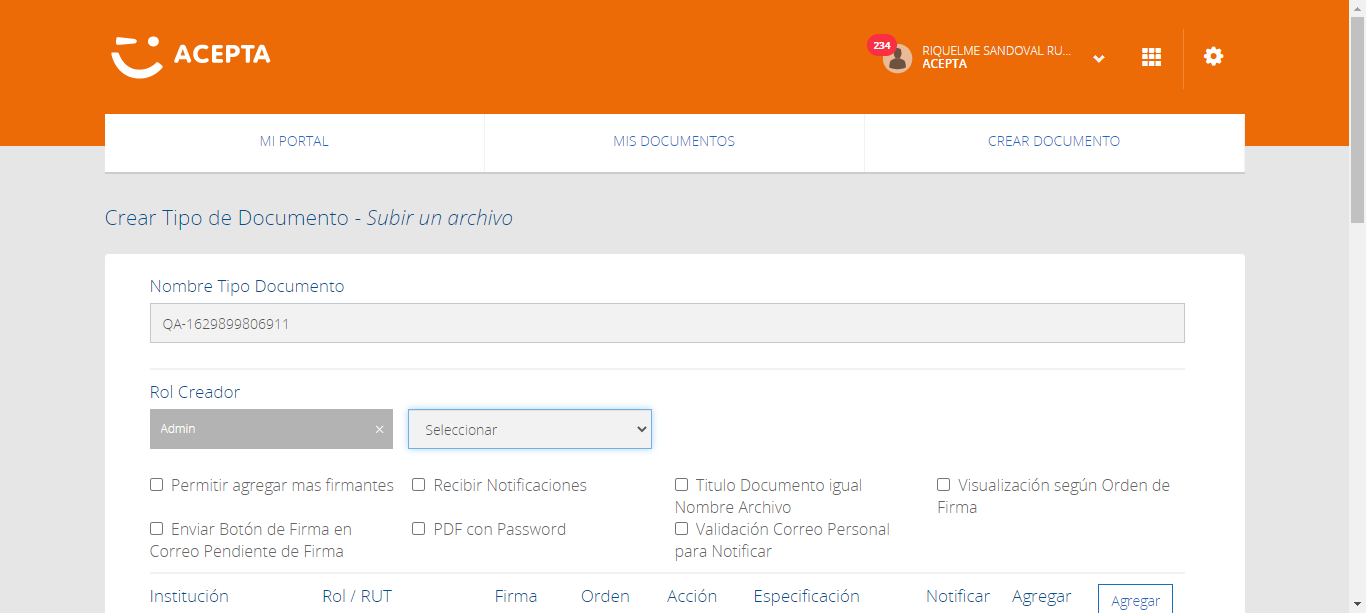 ACEPTA
234
RIQUELME SANDOVAL RU...
ACEPTA
MI PORTAL
MIS DOCUMENTOS
CREAR DOCUMENTO
Crear Tipo de Documento - Subir un archivo
Nombre Tipo Documento
QA-1629899806911
Rol Creador
Admin ×
Seleccionar
Permitir agregar mas firmantes
Recibir Notificaciones
Titulo Documento igual
Nombre Archivo
Visualización según Orden de
Firma
Enviar Botón de Firma en
Correo Pendiente de Firma
PDF con Password
Validación Correo Personal
para Notificar
Institución Rol / RUT Firma Orden Acción Especificación Notificar Agregar Agregar